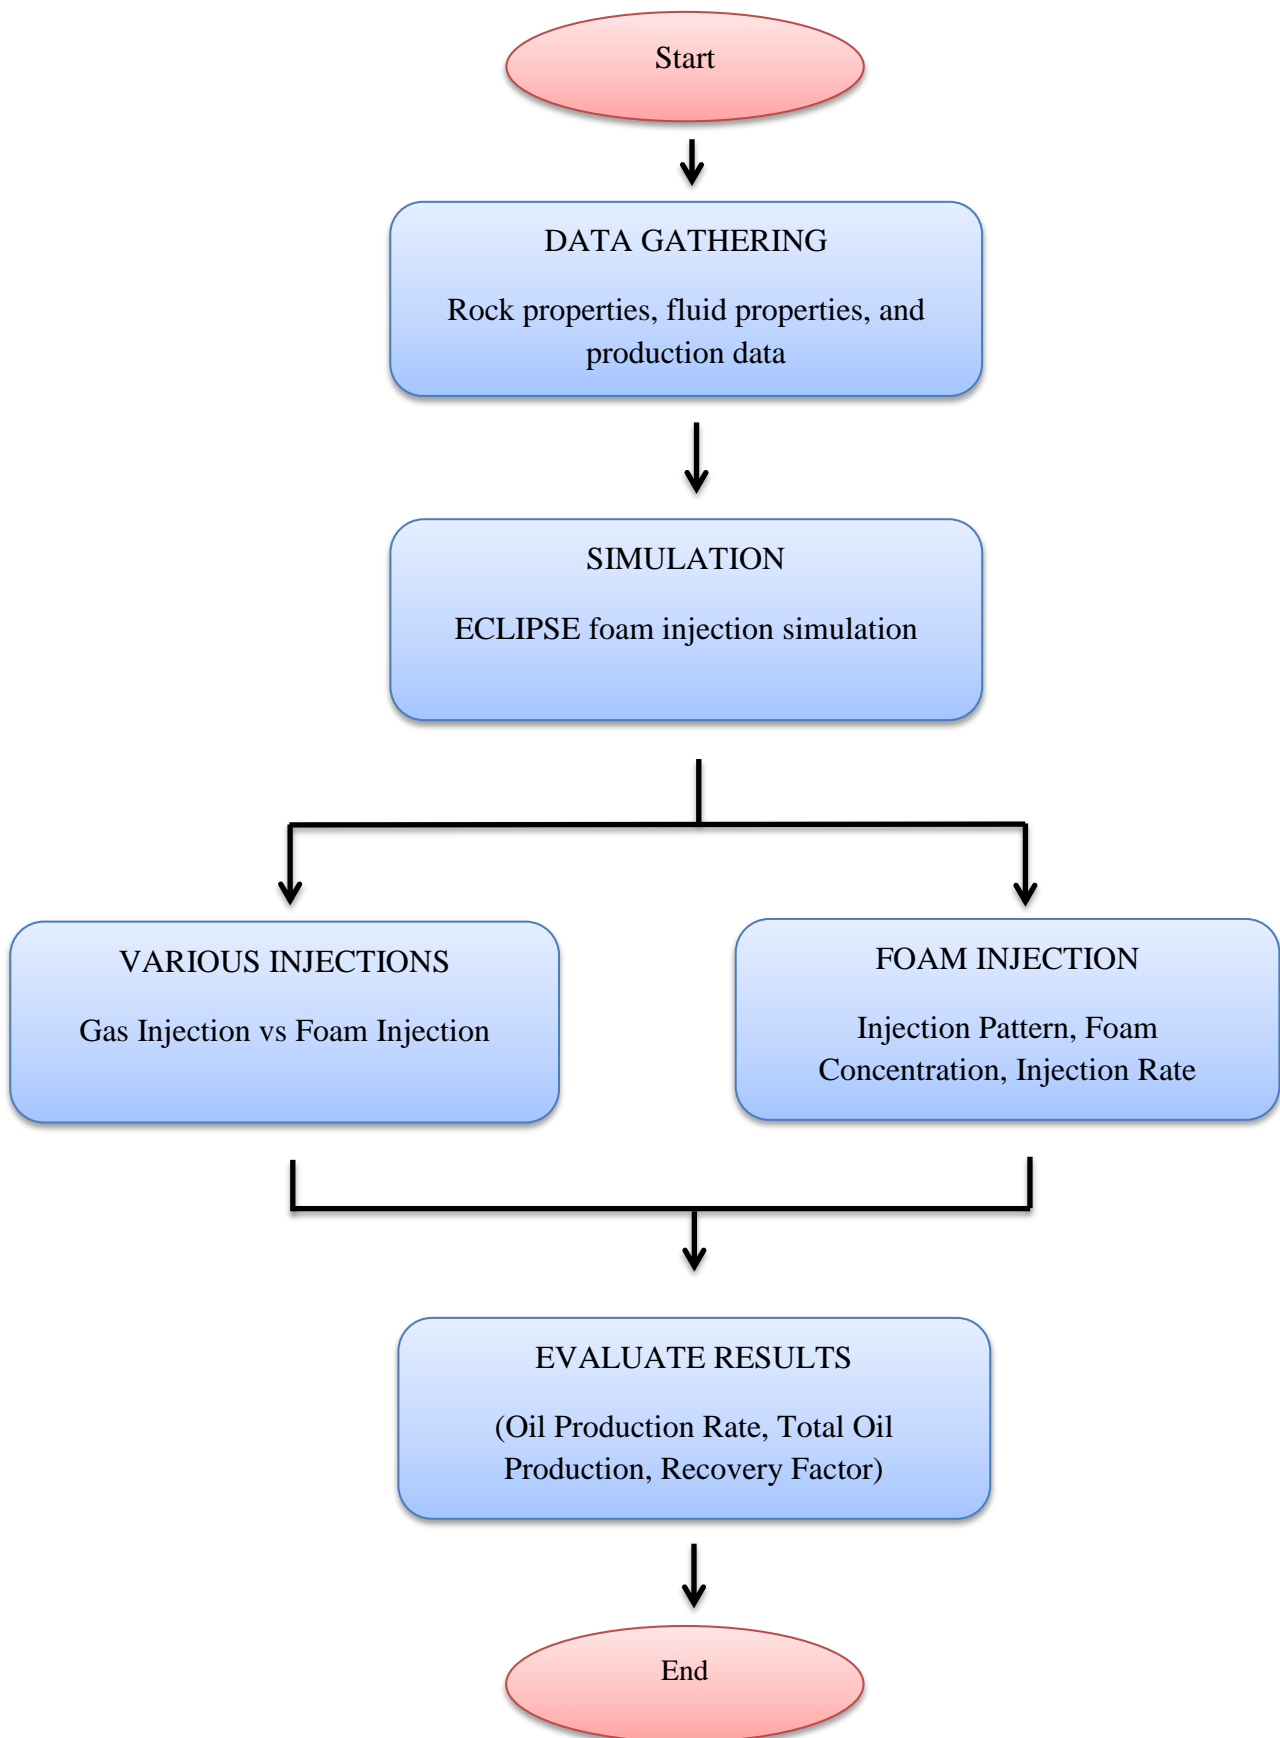 Start
DATA GATHERING
Rock properties, fluid properties, and
production data
SIMULATION
ECLIPSE foam injection simulation
VARIOUS INJECTIONS
Gas Injection vs Foam Injection
FOAM INJECTION
Injection Pattern, Foam
Concentration, Injection Rate
EVALUATE RESULTS
(Oil Production Rate, Total Oil
Production, Recovery Factor)
End